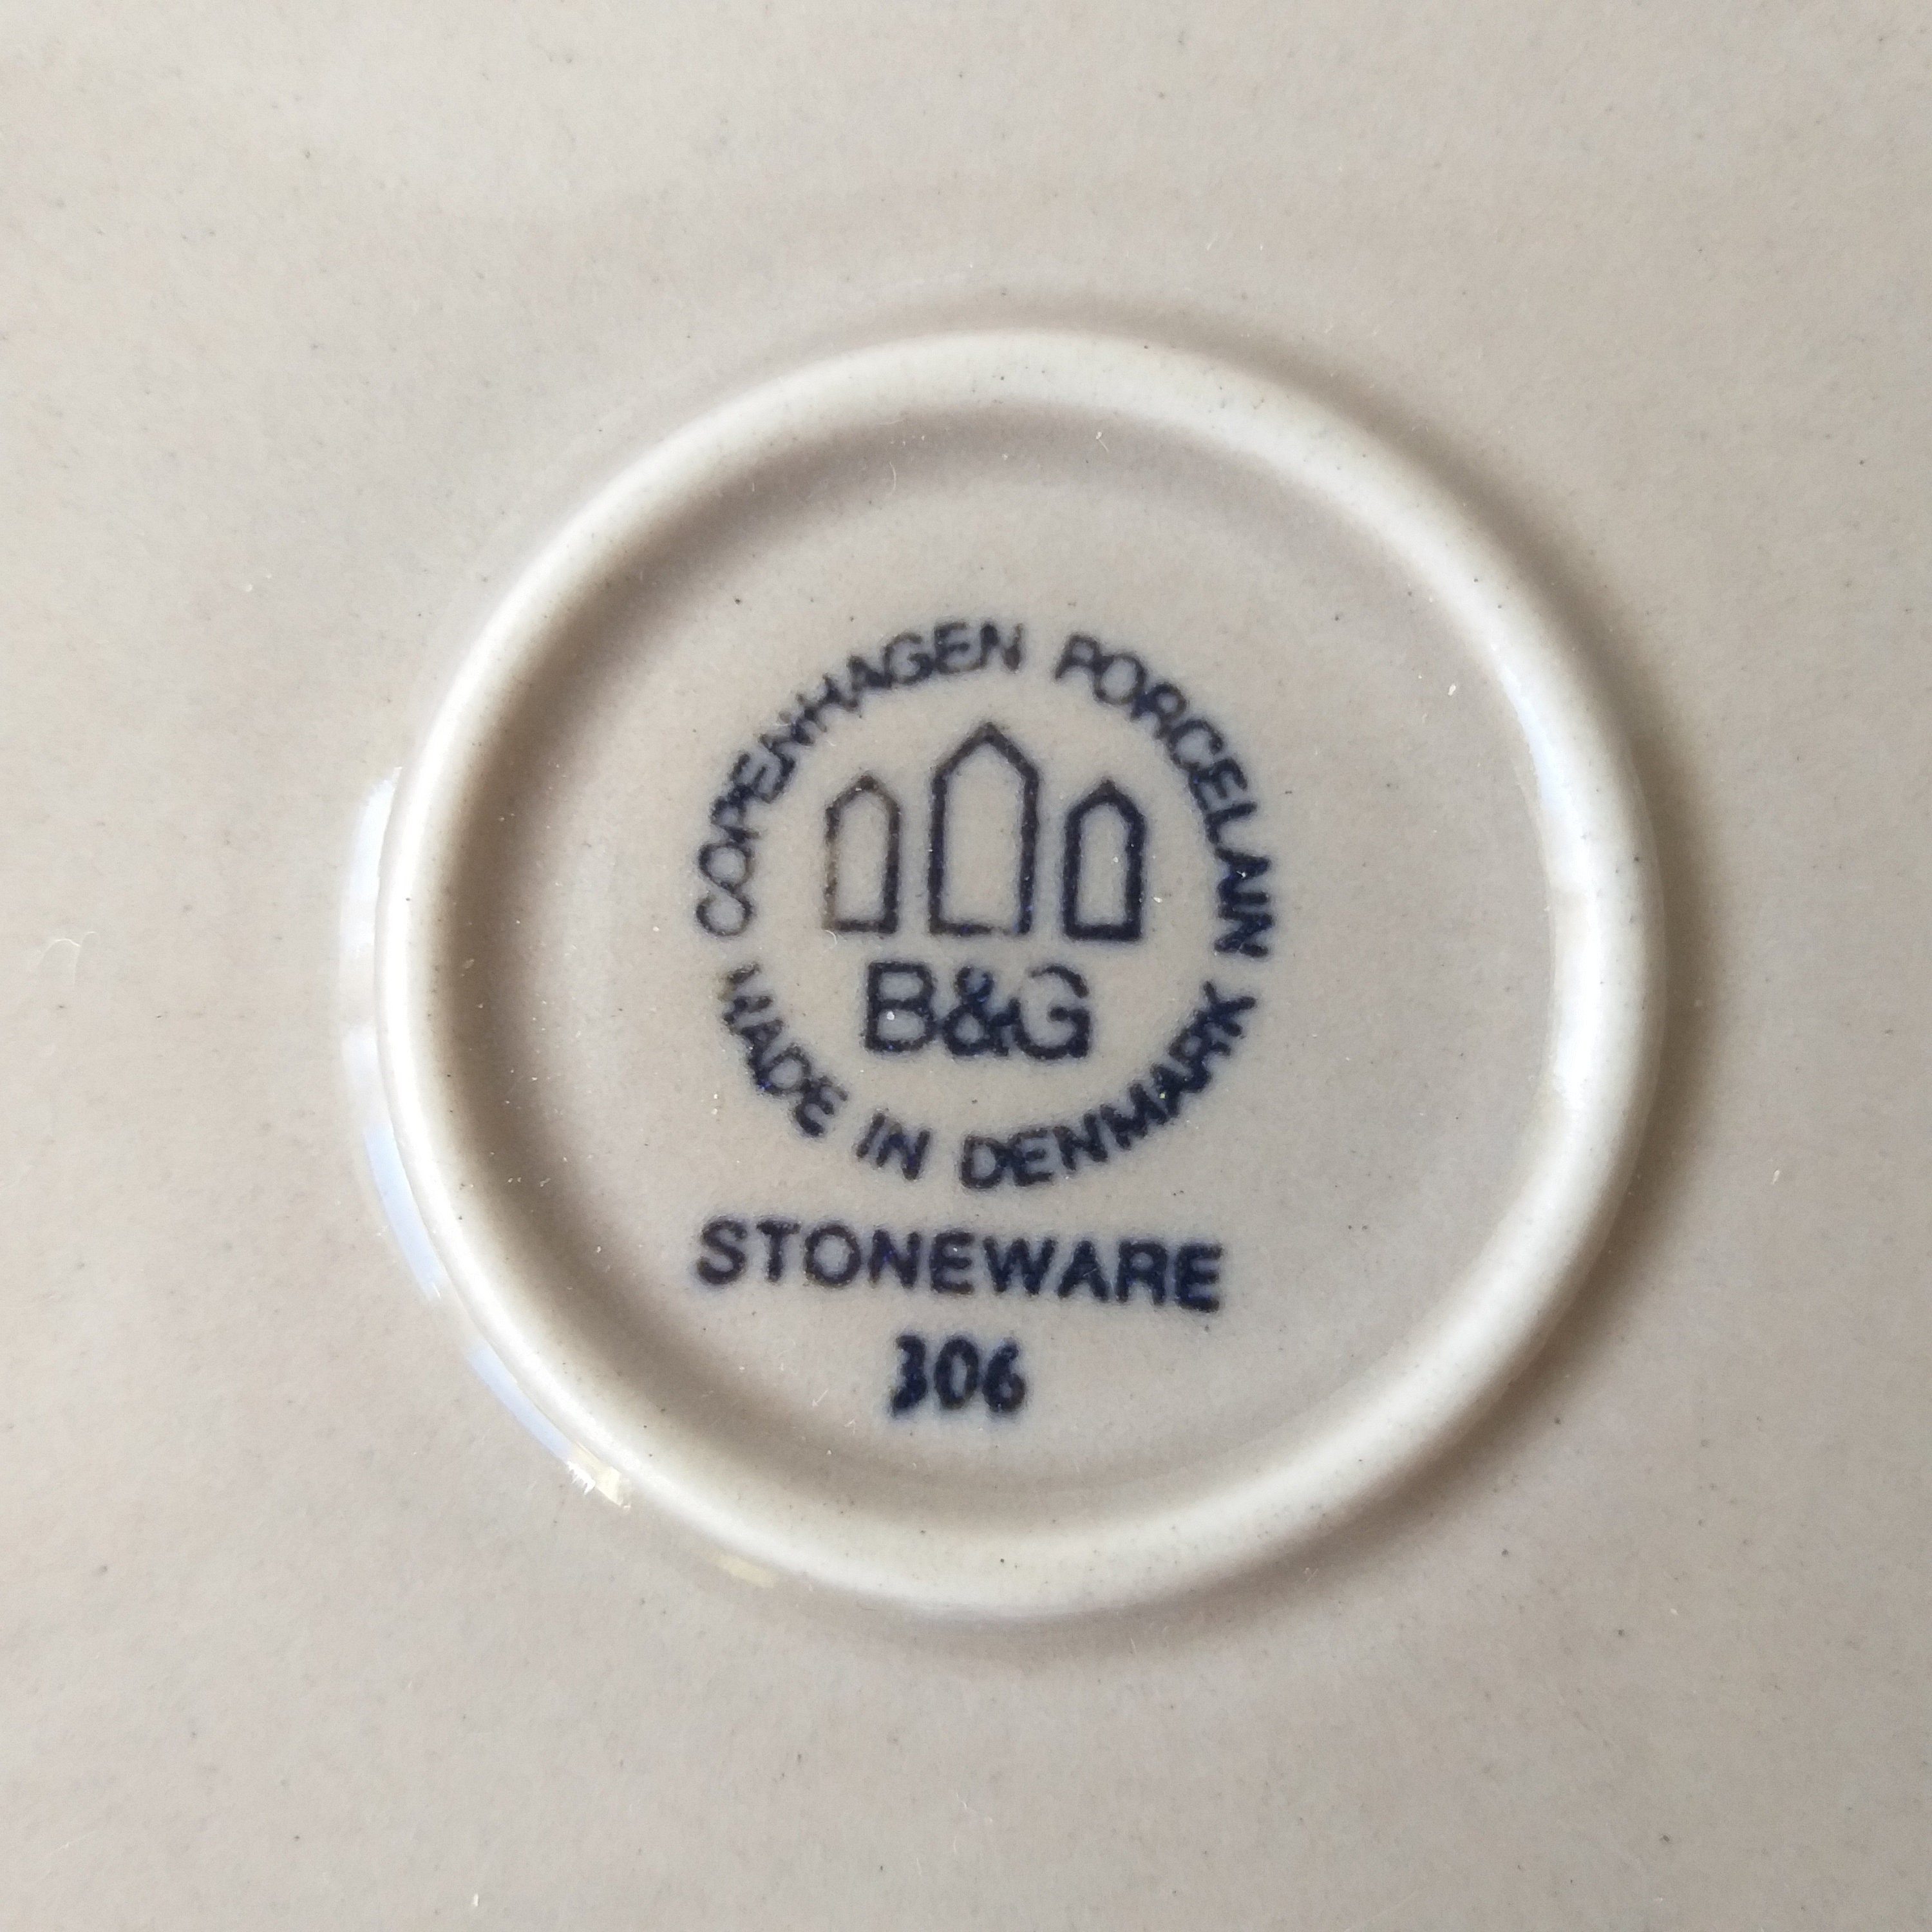 COPENHAGEN PORCELAIN
B&G
MADE IN DENMARK
STONEWARE
306